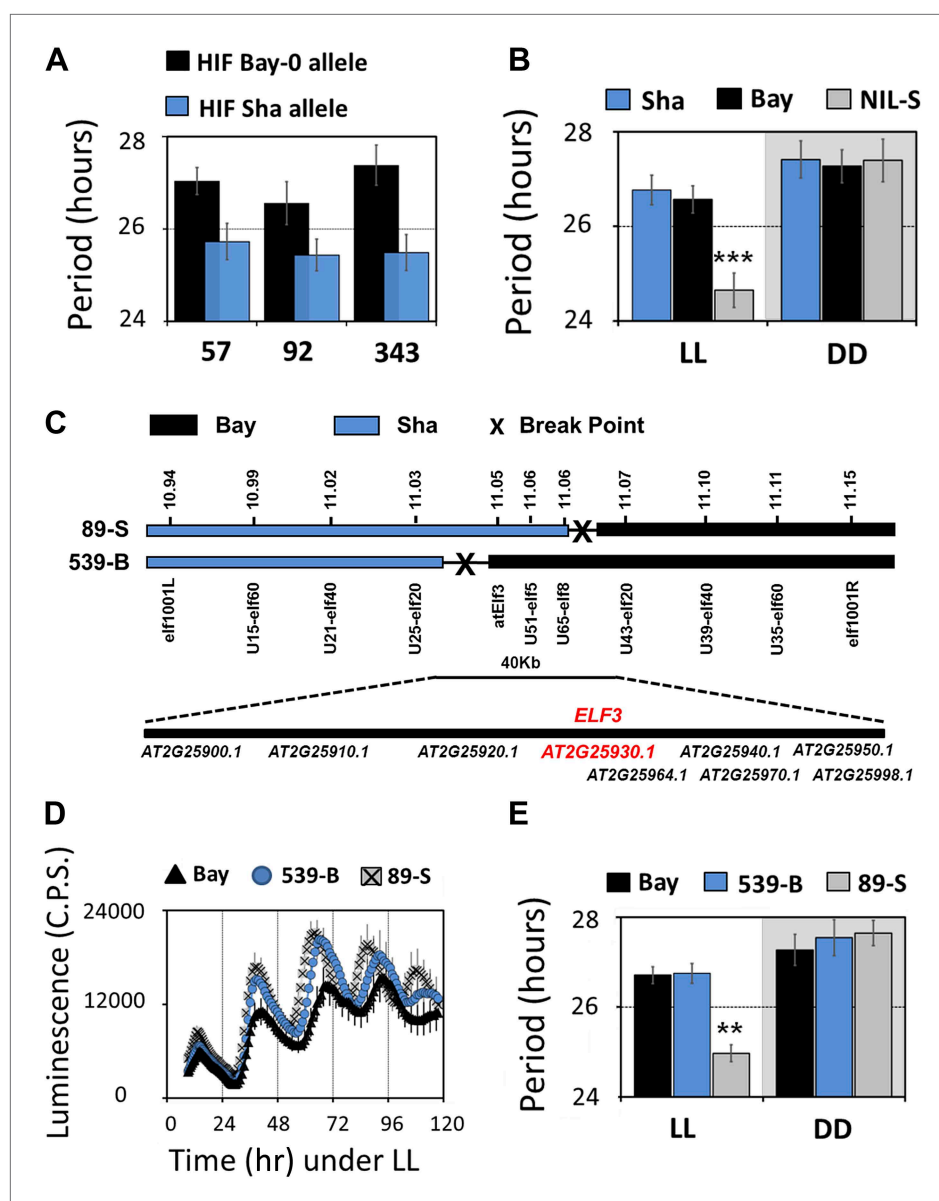 A
HIF Bay-0 allele
HIF Sha allele
Period (hours)
28
26
24
57 92 343
B
Sha Bay NIL-S
Period (hours)
28
26
24
***
LL DD
C
Bay Sha X Break Point
10.94 10.99 11.02 11.03 11.05 11.06 11.06 11.07 11.10 11.11 11.15
89-S X
539-B X
elf1001L U15-elf60 U21-elf40 U25-elf20 atElf3 U51-elf5 U65-elf8 U43-elf20 U39-elf40 U35-elf60 elf1001R
40Kb
ELF3
AT2G25900.1 AT2G25910.1 AT2G25920.1 AT2G25930.1 AT2G25940.1 AT2G25950.1
AT2G25964.1 AT2G25970.1 AT2G25998.1
D
Bay 539-B 89-S
Luminescence (C.P.S.)
24000
12000
0
0 24 48 72 96 120
Time (hr) under LL
E
Bay 539-B 89-S
Period (hours)
28
26
24
**
LL DD